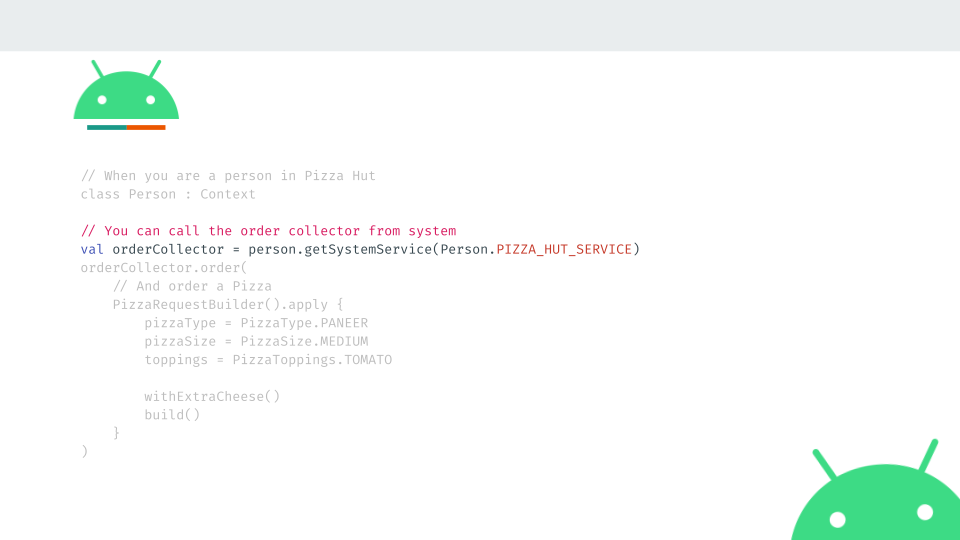 // When you are a person in Pizza Hut
class Person : Context
// You can call the order collector from system
val orderCollector = person.getSystemService(Person.PIZZA_HUT_SERVICE)
orderCollector.order(
    // And order a Pizza
    PizzaRequestBuilder().apply {
        pizzaType = PizzaType.PANEER
        pizzaSize = PizzaSize.MEDIUM
        toppings = PizzaToppings.TOMATO
        withExtraCheese()
        build()
    }
)